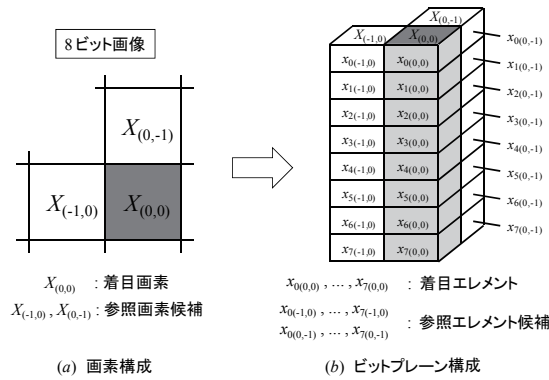 8ビット画像
X(0,-1)
X(-1,0) X(0,0)
X(0,0) : 着目画素
X(-1,0) , X(0,-1) : 参照画素候補
(a) 画素構成
X(0,-1)
X(-1,0) X(0,0)
x0(-1,0) x0(0,0) x0(0,-1)
x1(-1,0) x1(0,0) x1(0,-1)
x2(-1,0) x2(0,0) x2(0,-1)
x3(-1,0) x3(0,0) x3(0,-1)
x4(-1,0) x4(0,0) x4(0,-1)
x5(-1,0) x5(0,0) x5(0,-1)
x6(-1,0) x6(0,0) x6(0,-1)
x7(-1,0) x7(0,0) x7(0,-1)
x0(0,0) , ... , x7(0,0) : 着目エレメント
x0(-1,0) , ... , x7(-1,0)
x0(0,-1) , ... , x7(0,-1) : 参照エレメント候補
(b) ビットプレーン構成